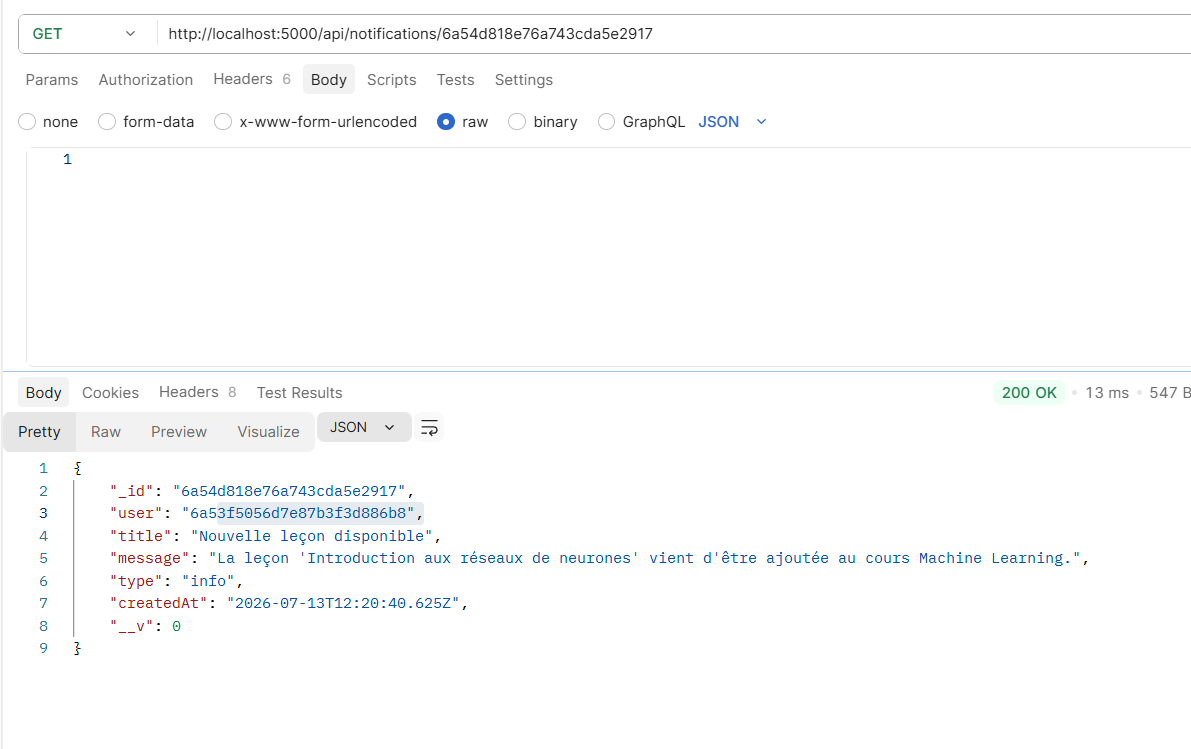 GET http://localhost:5000/api/notifications/6a54d818e76a743cda5e2917
Params Authorization Headers 6 Body Scripts Tests Settings
none form-data x-www-form-urlencoded raw binary GraphQL JSON
1
Body Cookies Headers 8 Test Results 200 OK • 13 ms • 547 B
Pretty Raw Preview Visualize JSON
1 {
2 "_id": "6a54d818e76a743cda5e2917",
3 "user": "6a53f5056d7e87b3f3d886b8",
4 "title": "Nouvelle leçon disponible",
5 "message": "La leçon 'Introduction aux réseaux de neurones' vient d'être ajoutée au cours Machine Learning.",
6 "type": "info",
7 "createdAt": "2026-07-13T12:20:40.625Z",
8 "__v": 0
9 }